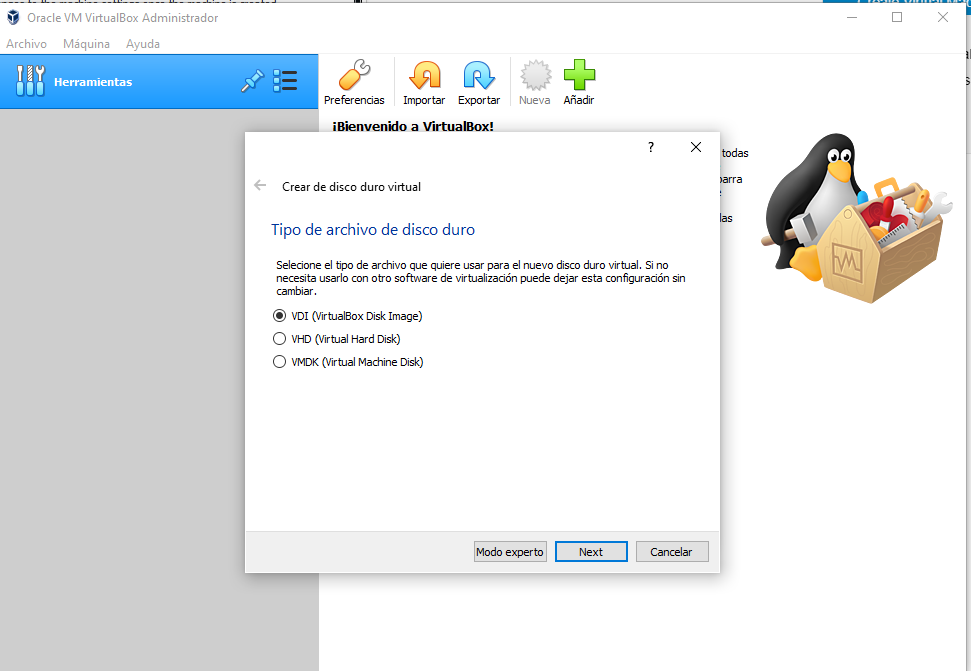 Oracle VM VirtualBox Administrador
Archivo Máquina Ayuda
Herramientas
Preferencias Importar Exportar Nueva Añadir
¡Bienvenido a VirtualBox!
todas
?
Crear de disco duro virtual
Tipo de archivo de disco duro
Selecione el tipo de archivo que quiere usar para el nuevo disco duro virtual. Si no
necesita usarlo con otro software de virtualización puede dejar esta configuración sin
cambiar.
VDI (VirtualBox Disk Image)
VHD (Virtual Hard Disk)
VMDK (Virtual Machine Disk)
Modo experto Next Cancelar